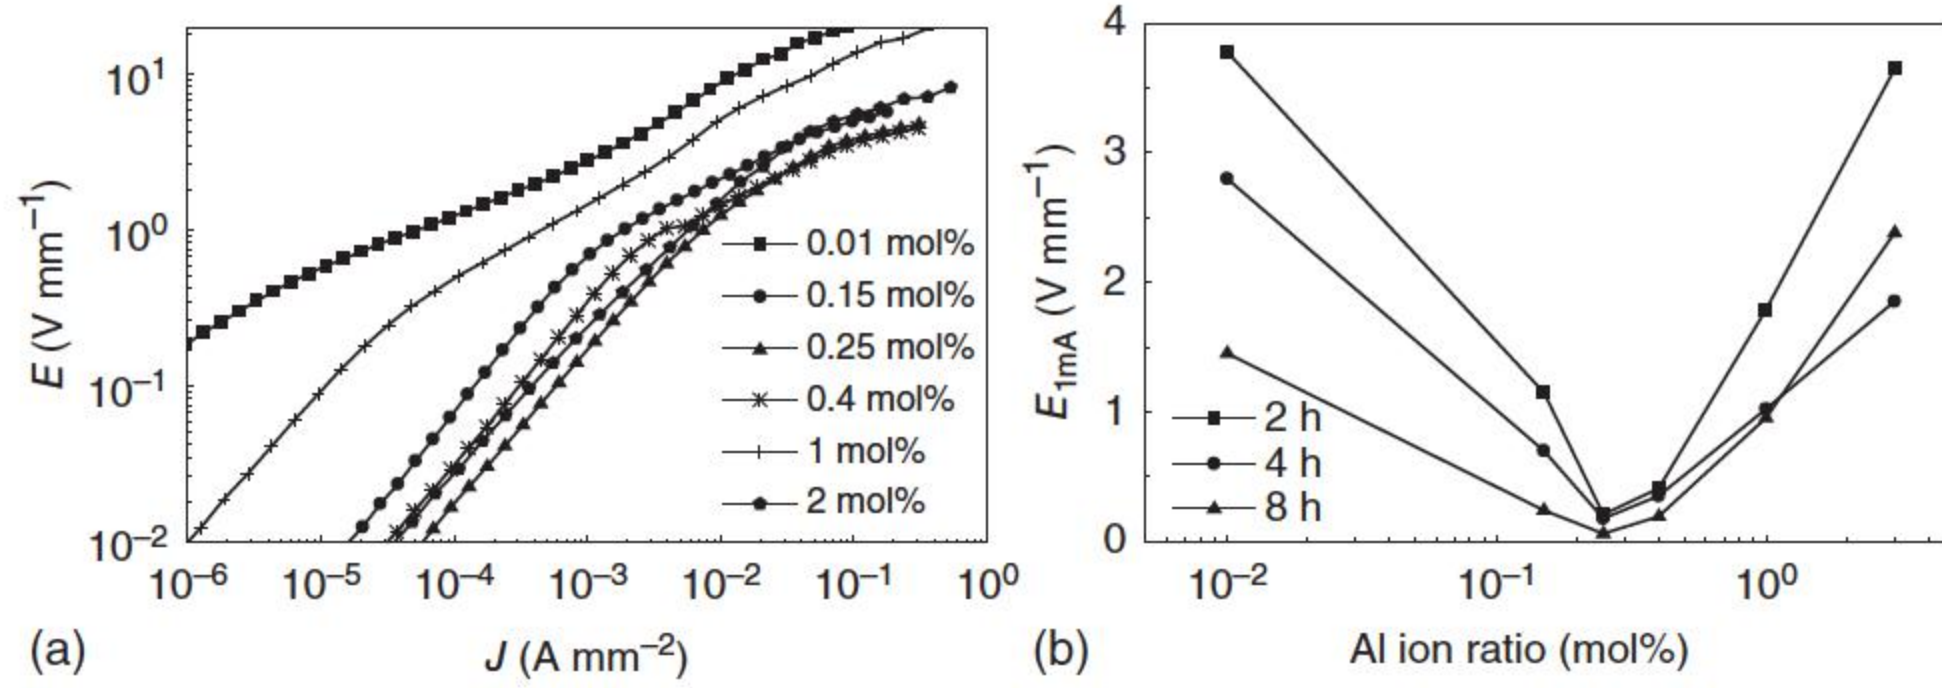 10¹
10⁰
10⁻¹
10⁻²
E (V mm⁻¹)
0.01 mol%
0.15 mol%
0.25 mol%
0.4 mol%
1 mol%
2 mol%
10⁻⁶ 10⁻⁵ 10⁻⁴ 10⁻³ 10⁻² 10⁻¹ 10⁰
(a)
J (A mm⁻²)
4
3
2
1
0
E1mA (V mm⁻¹)
2 h
4 h
8 h
10⁻² 10⁻¹ 10⁰
(b)
Al ion ratio (mol%)